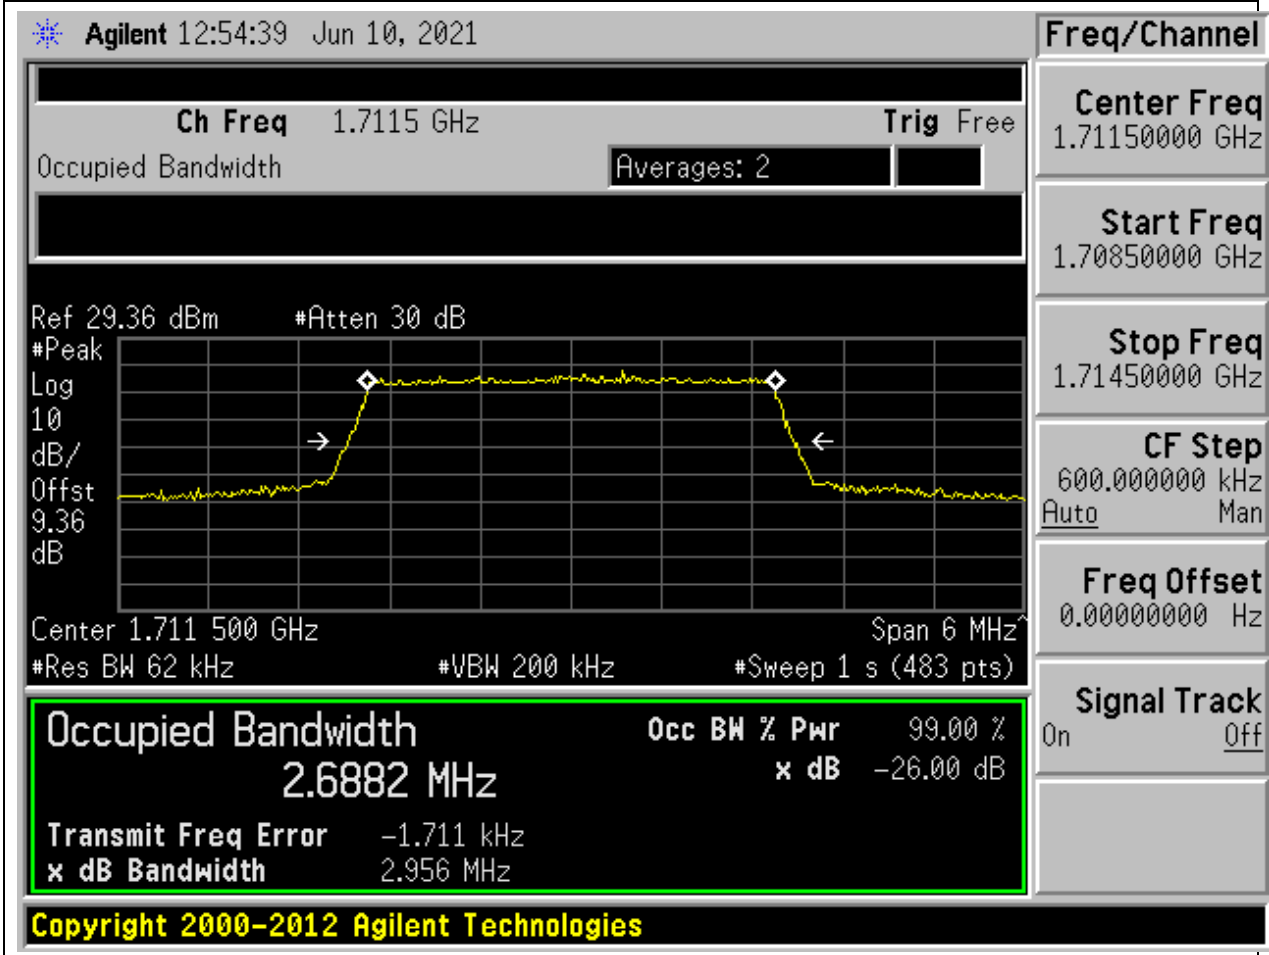 Agilent 12:54:39 Jun 10, 2021
Freq/Channel
Ch Freq 1.7115 GHz Trig Free
Occupied Bandwidth Averages: 2
Ref 29.36 dBm #Atten 30 dB
#Peak
Log
10
dB/
Offst
9.36
dB
Center 1.711 500 GHz Span 6 MHz^
#Res BW 62 kHz #VBW 200 kHz #Sweep 1 s (483 pts)
Occupied Bandwidth
2.6882 MHz
Occ BW % Pwr 99.00 %
x dB -26.00 dB
Transmit Freq Error -1.711 kHz
x dB Bandwidth 2.956 MHz
Center Freq
1.71150000 GHz
Start Freq
1.70850000 GHz
Stop Freq
1.71450000 GHz
CF Step
600.000000 kHz
Auto Man
Freq Offset
0.00000000 Hz
Signal Track
On Off
Copyright 2000-2012 Agilent Technologies